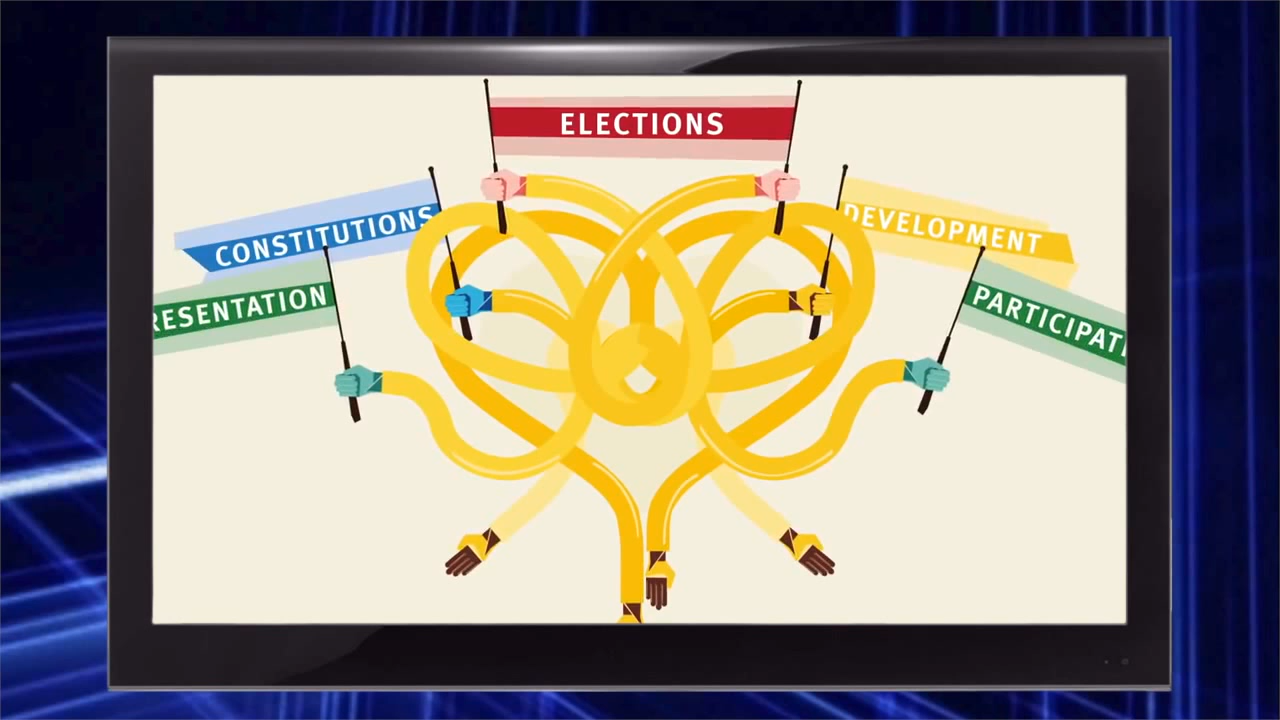 ELECTIONS
CONSTITUTIONS
DEVELOPMENT
RESENTATION
PARTICIPAT